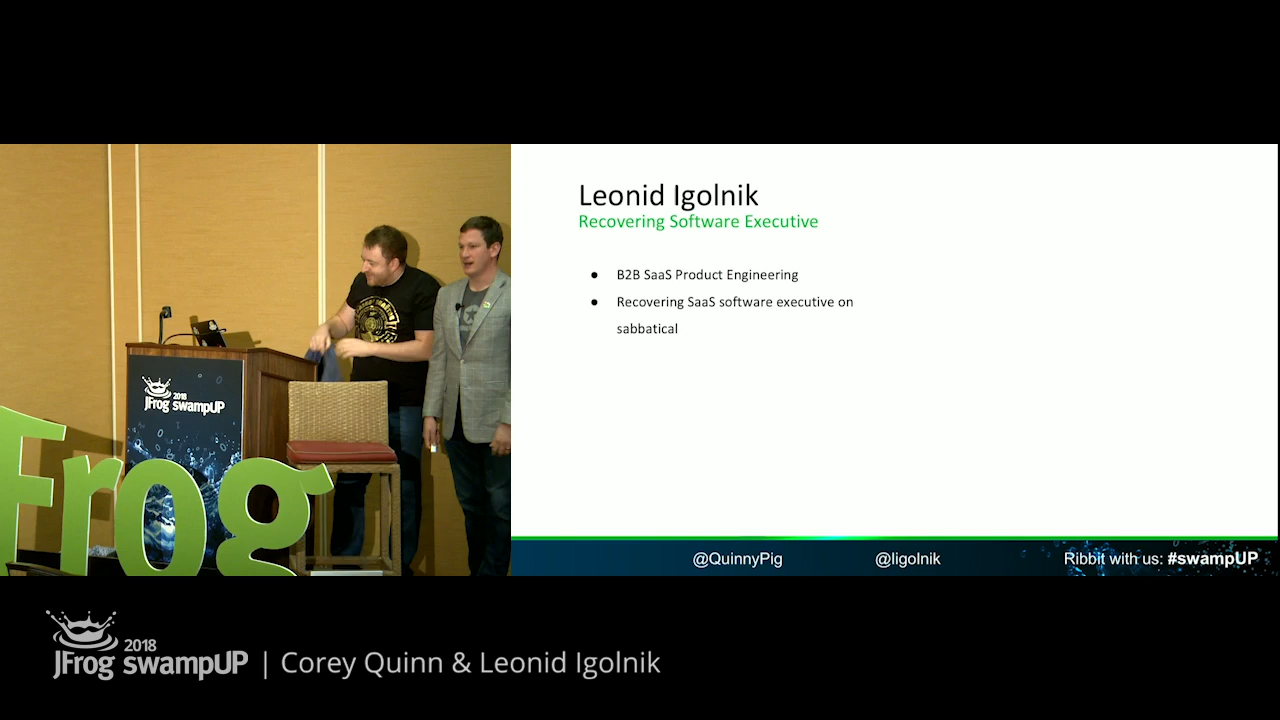 Leonid Igolnik
Recovering Software Executive
● B2B SaaS Product Engineering
● Recovering SaaS software executive on
sabbatical
2018
JFrog swampUP
Frog
@QuinnyPig @ligolnik Ribbit with us: #swampUP
2018
JFrog swampUP | Corey Quinn & Leonid Igolnik